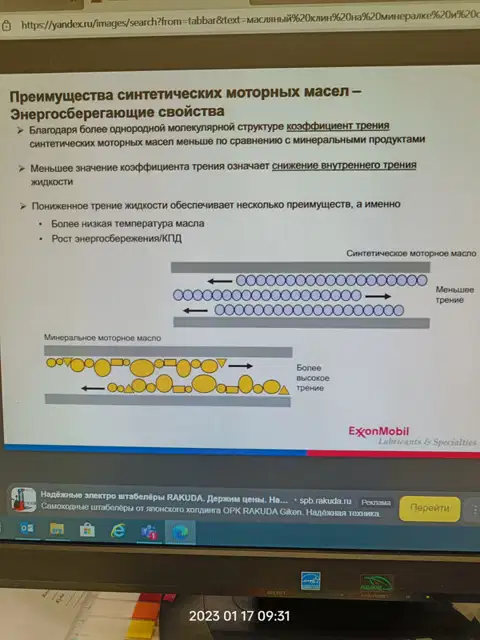 https://yandex.ru/images/search?from=tabbar&text=масляный%20клин%20на%20минералке%20и%20с
Преимущества синтетических моторных масел –
Энергосберегающие свойства
Благодаря более однородной молекулярной структуре коэффициент трения
синтетических моторных масел меньше по сравнению с минеральными продуктами
Меньшее значение коэффициента трения означает снижение внутреннего трения
жидкости
Пониженное трение жидкости обеспечивает несколько преимуществ, а именно
• Более низкая температура масла
• Рост энергосбережения/КПД
Синтетическое моторное масло
Меньшее
трение
Минеральное моторное масло
Более
высокое
трение
ExxonMobil
Lubricants & Specialties
Надёжные электро штабелёры RAKUDA. Держим цены. На... • spb.rakuda.ru Реклама
Самоходные штабелёры от японского холдинга OPK RAKUDA Giken. Надёжная техника
Перейти
2023 01 17 09:31